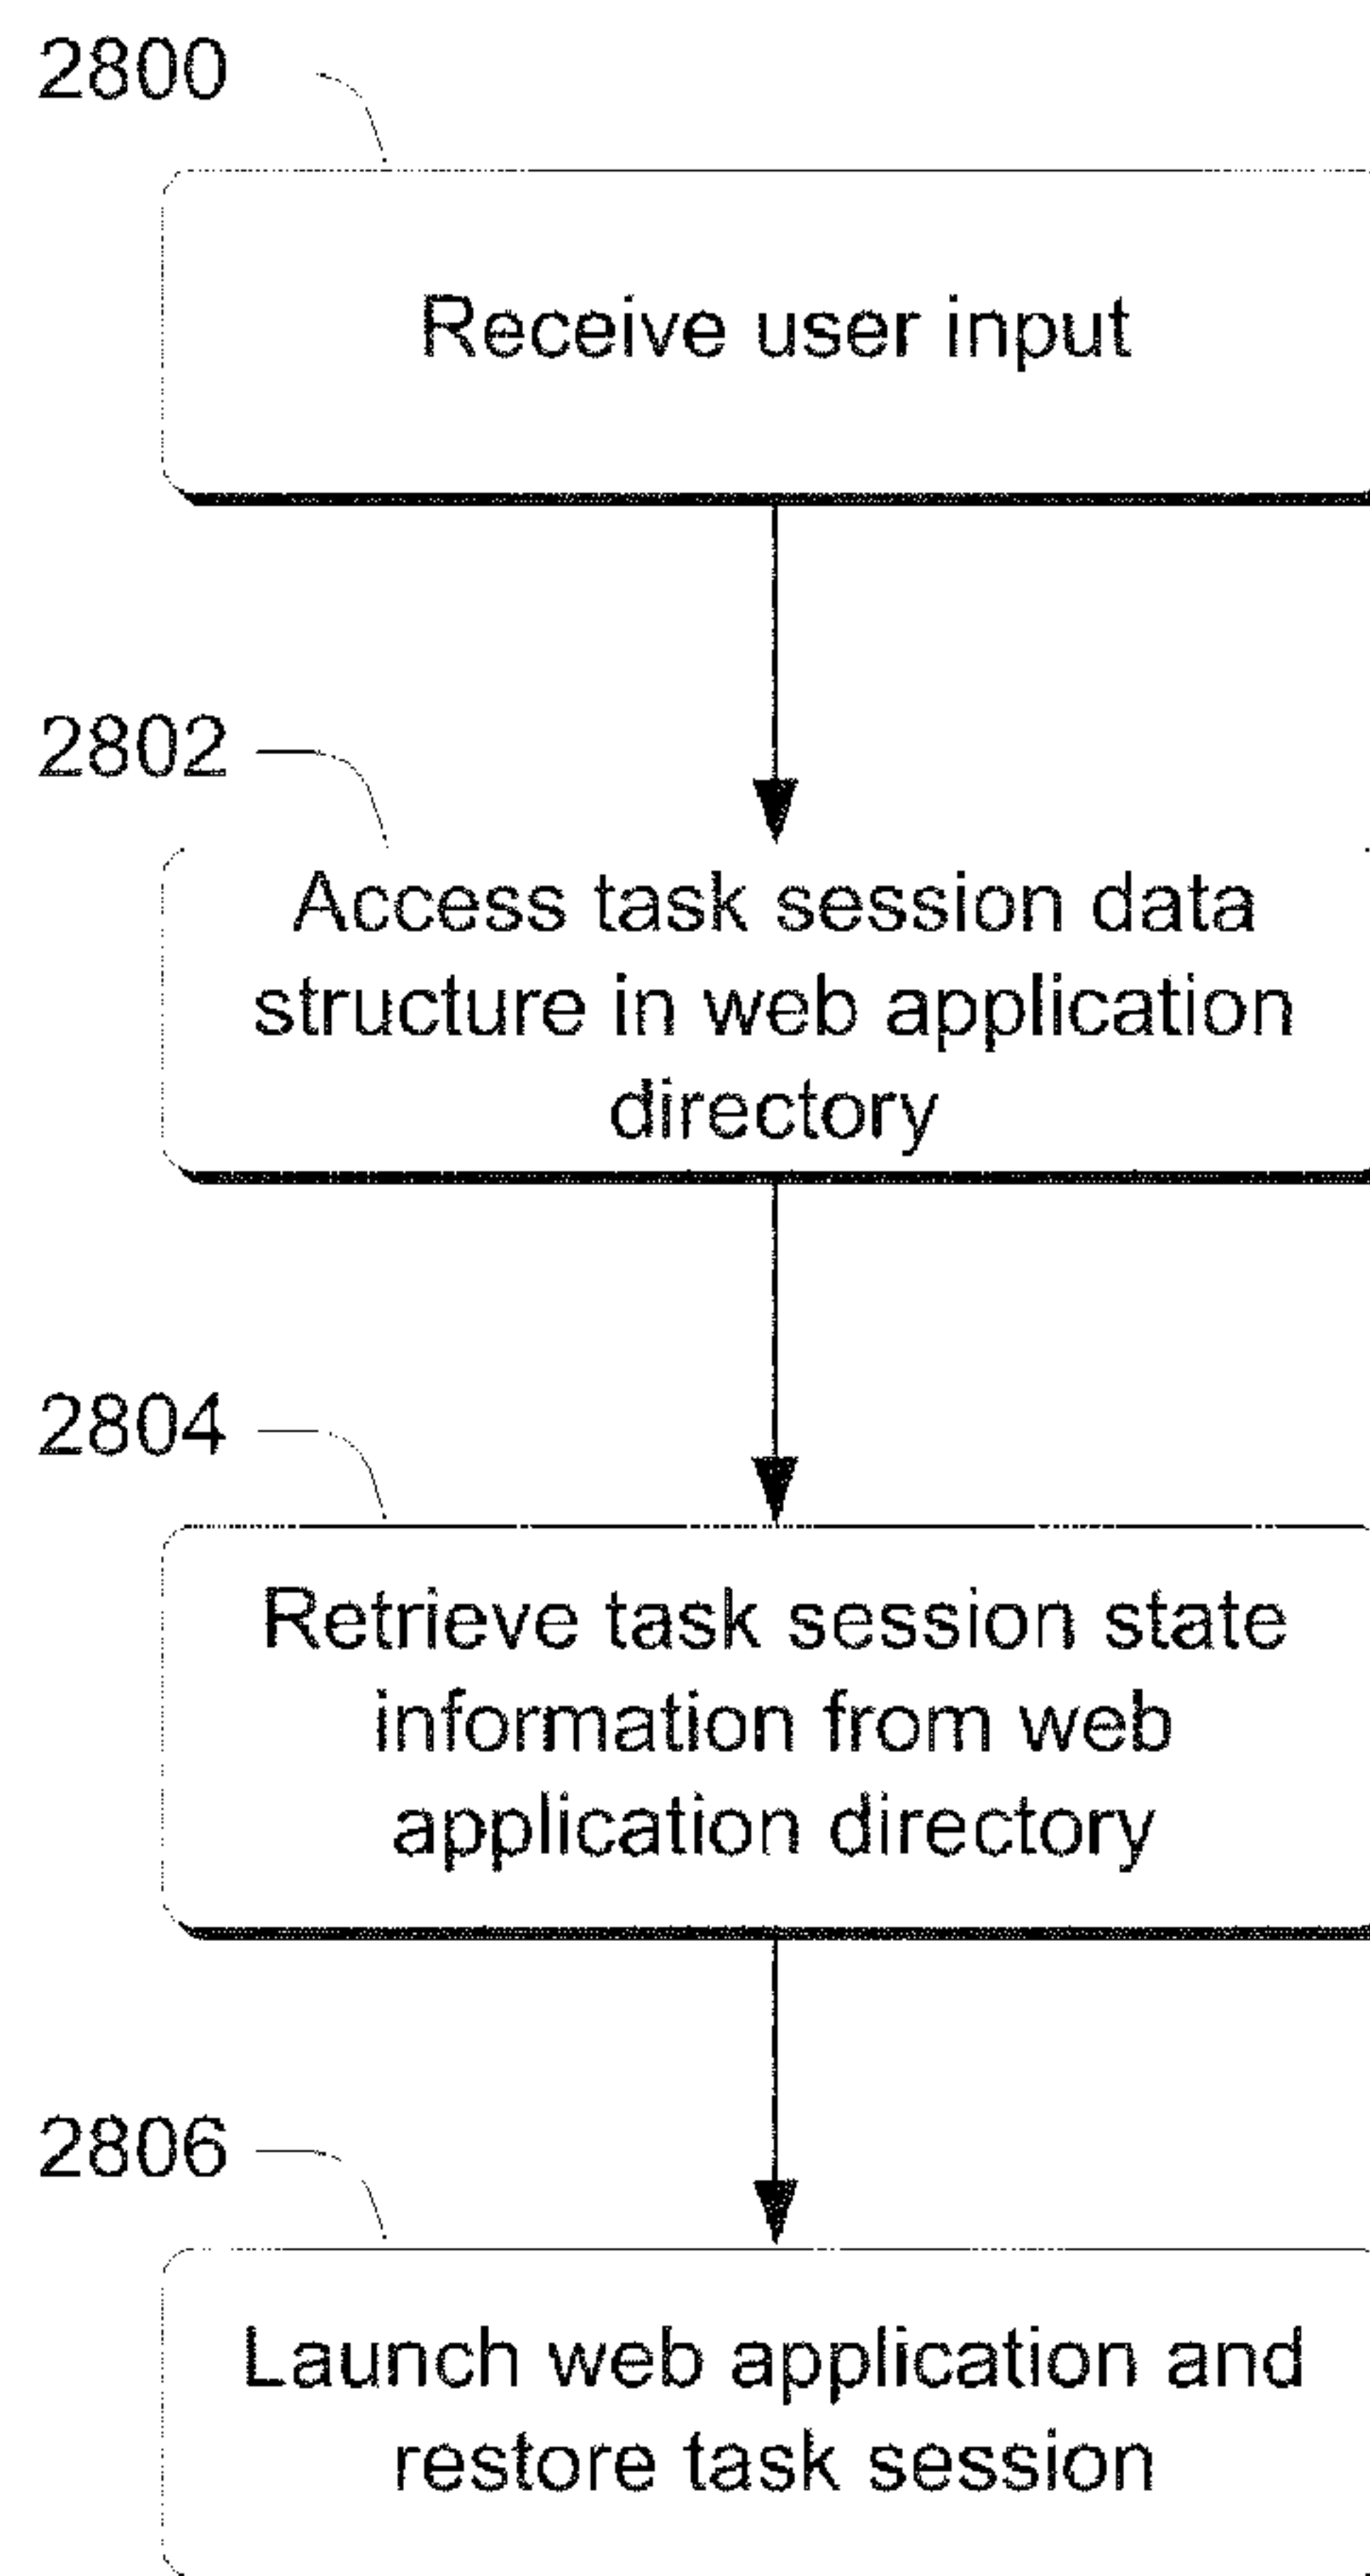 2800
Receive user input
2802
Access task session data
structure in web application
directory
2804
Retrieve task session state
information from web
application directory
2806
Launch web application and
restore task session